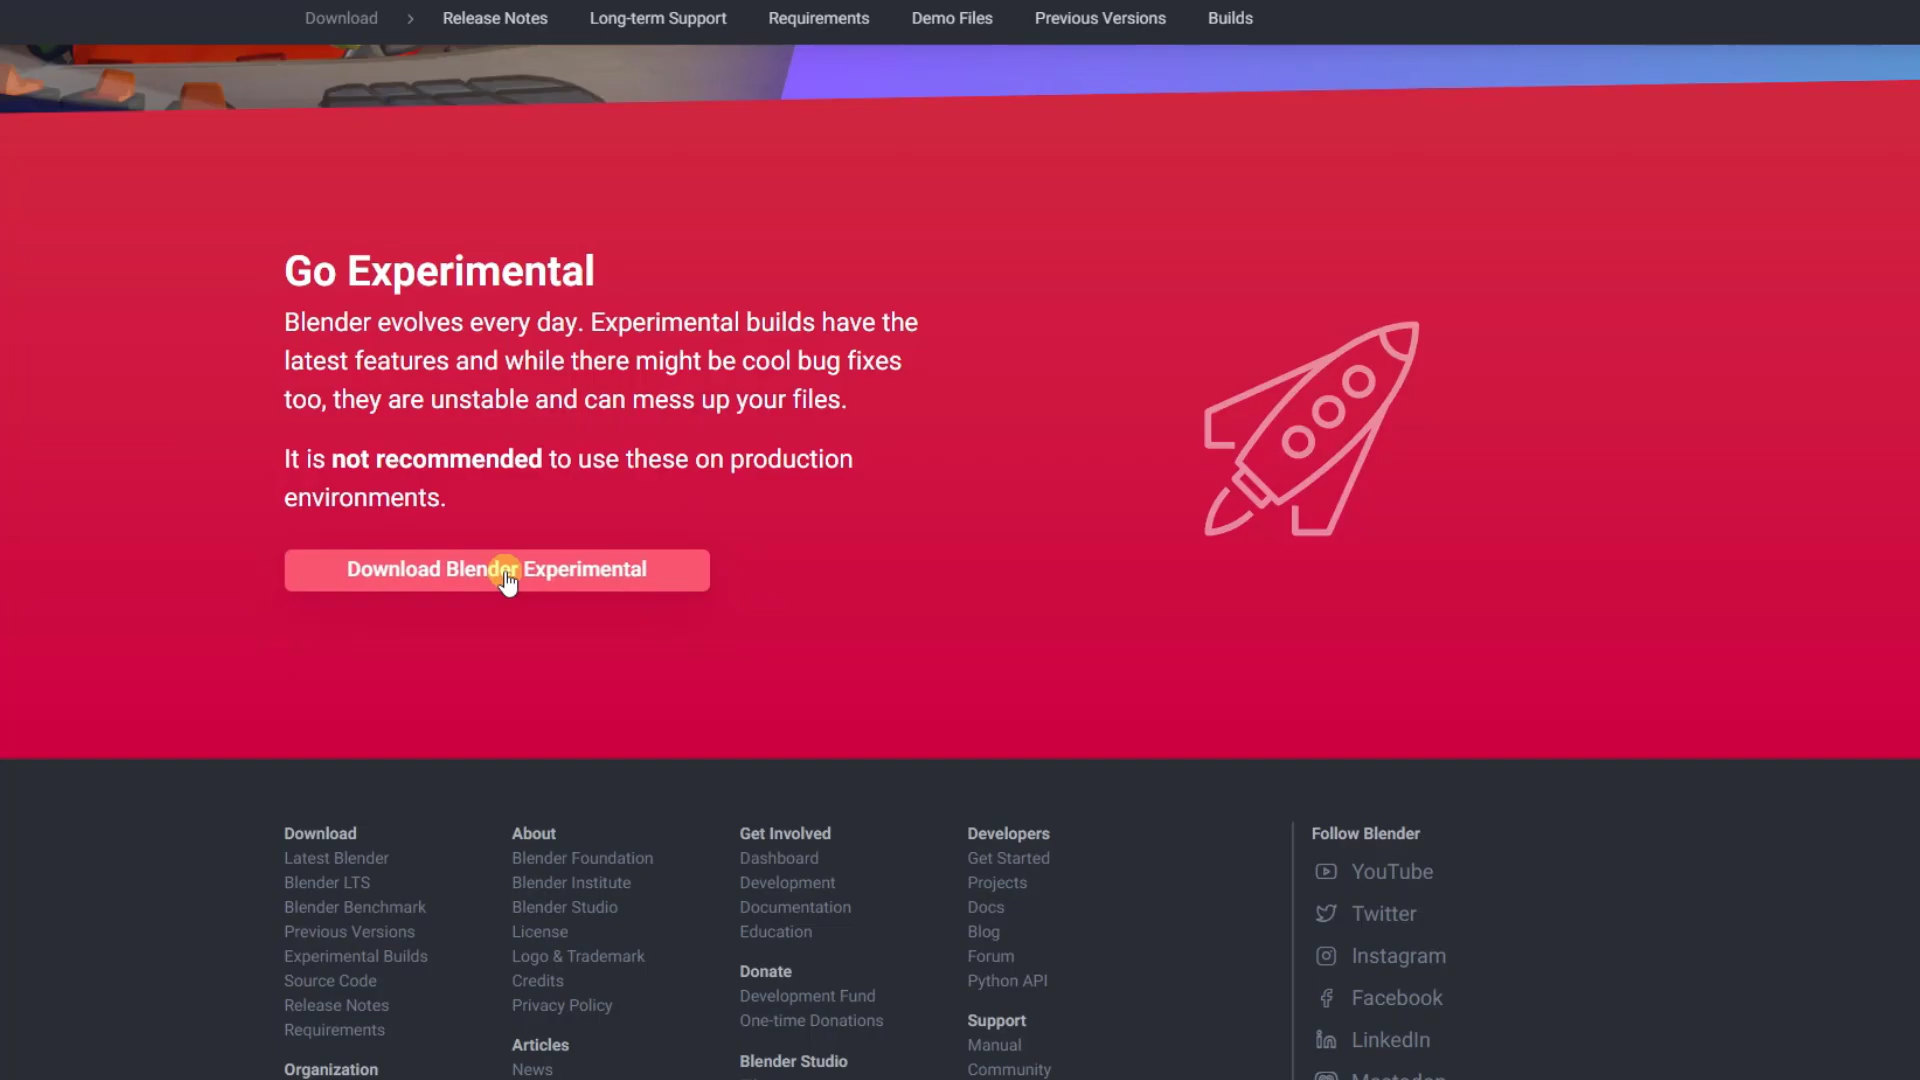 Download
Release Notes
Long-term Support
Requirements
Demo Files
Previous Versions
Builds
Go Experimental
Blender evolves every day. Experimental builds have the
latest features and while there might be cool bug fixes
too, they are unstable and can mess up your files.
It is not recommended to use these on production
environments.
Download Blender Experimental
Download
Latest Blender
Blender LTS
Blender Benchmark
Previous Versions
Experimental Builds
Source Code
Release Notes
Requirements
Organization
About
Blender Foundation
Blender Institute
Blender Studio
License
Logo & Trademark
Credits
Privacy Policy
Articles
News
Get Involved
Dashboard
Development
Documentation
Education
Donate
Development Fund
One-time Donations
Blender Studio
Developers
Get Started
Projects
Docs
Blog
Forum
Python API
Support
Manual
Community
Follow Blender
YouTube
Twitter
Instagram
Facebook
LinkedIn